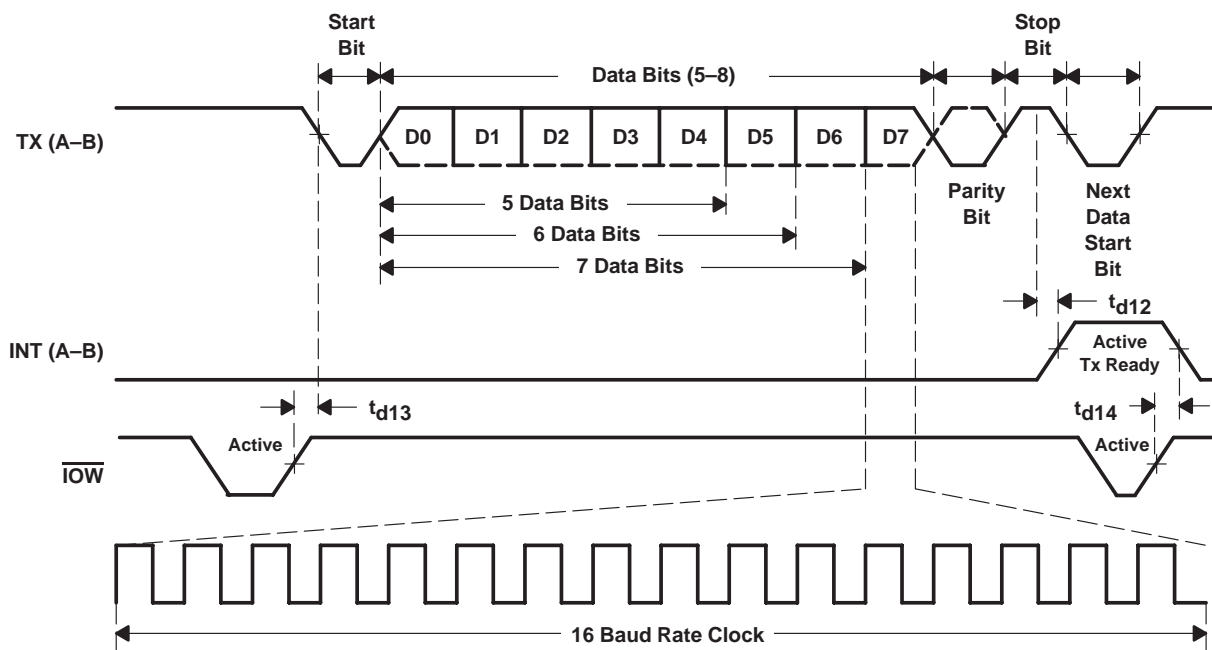 Start
Bit
Data Bits (5–8)
Stop
Bit
TX (A–B)
D0 D1 D2 D3 D4 D5 D6 D7
Parity
Bit
Next
Data
Start
Bit
5 Data Bits
6 Data Bits
7 Data Bits
td12
INT (A–B)
Active
Tx Ready
td13
td14
IOW
Active
Active
16 Baud Rate Clock